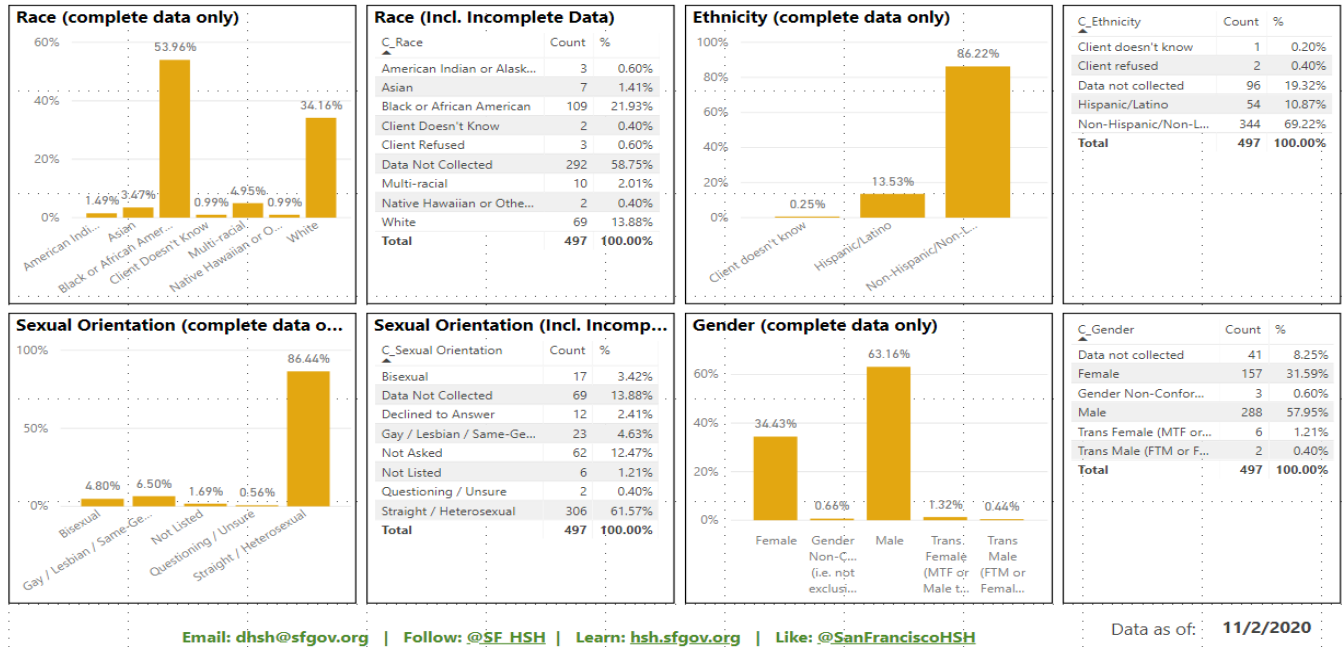 Race (complete data only)
60%
40%
20%
0%
1.49%
3.47%
53.96%
0.99%
4.95%
0.99%
34.16%
American Indi...
Asian
Black or African Amer...
Client Doesn't Know
Multi-racial
Native Hawaiian or O...
White
Race (Incl. Incomplete Data)
C_Race Count %
American Indian or Alask... 3 0.60%
Asian 7 1.41%
Black or African American 109 21.93%
Client Doesn't Know 2 0.40%
Client Refused 3 0.60%
Data Not Collected 292 58.75%
Multi-racial 10 2.01%
Native Hawaiian or Othe... 2 0.40%
White 69 13.88%
Total 497 100.00%
Ethnicity (complete data only)
100%
80%
60%
40%
20%
0%
0.25%
13.53%
86.22%
Client doesn't know
Hispanic/Latino
Non-Hispanic/Non-L...
C_Ethnicity Count %
Client doesn't know 1 0.20%
Client refused 2 0.40%
Data not collected 96 19.32%
Hispanic/Latino 54 10.87%
Non-Hispanic/Non-L... 344 69.22%
Total 497 100.00%
Sexual Orientation (complete data o...
100%
50%
0%
4.80%
6.50%
1.69%
0.56%
86.44%
Bisexual
Gay / Lesbian / Same-Ge...
Not Listed
Questioning / Unsure
Straight / Heterosexual
Sexual Orientation (Incl. Incomp...
C_Sexual Orientation Count %
Bisexual 17 3.42%
Data Not Collected 69 13.88%
Declined to Answer 12 2.41%
Gay / Lesbian / Same-Ge... 23 4.63%
Not Asked 62 12.47%
Not Listed 6 1.21%
Questioning / Unsure 2 0.40%
Straight / Heterosexual 306 61.57%
Total 497 100.00%
Gender (complete data only)
60%
40%
20%
0%
34.43%
0.66%
63.16%
1.32%
0.44%
Female
Gender
Non-C...
(i.e. not
exclusi...
Male
Trans
Female
(MTF or
Male t...
Trans
Male
(FTM or
Femal...
C_Gender Count %
Data not collected 41 8.25%
Female 157 31.59%
Gender Non-Confor... 3 0.60%
Male 288 57.95%
Trans Female (MTF or... 6 1.21%
Trans Male (FTM or F... 2 0.40%
Total 497 100.00%
Email: dhsh@sfgov.org | Follow: @SF_HSH | Learn: hsh.sfgov.org | Like: @SanFranciscoHSH
Data as of: 11/2/2020